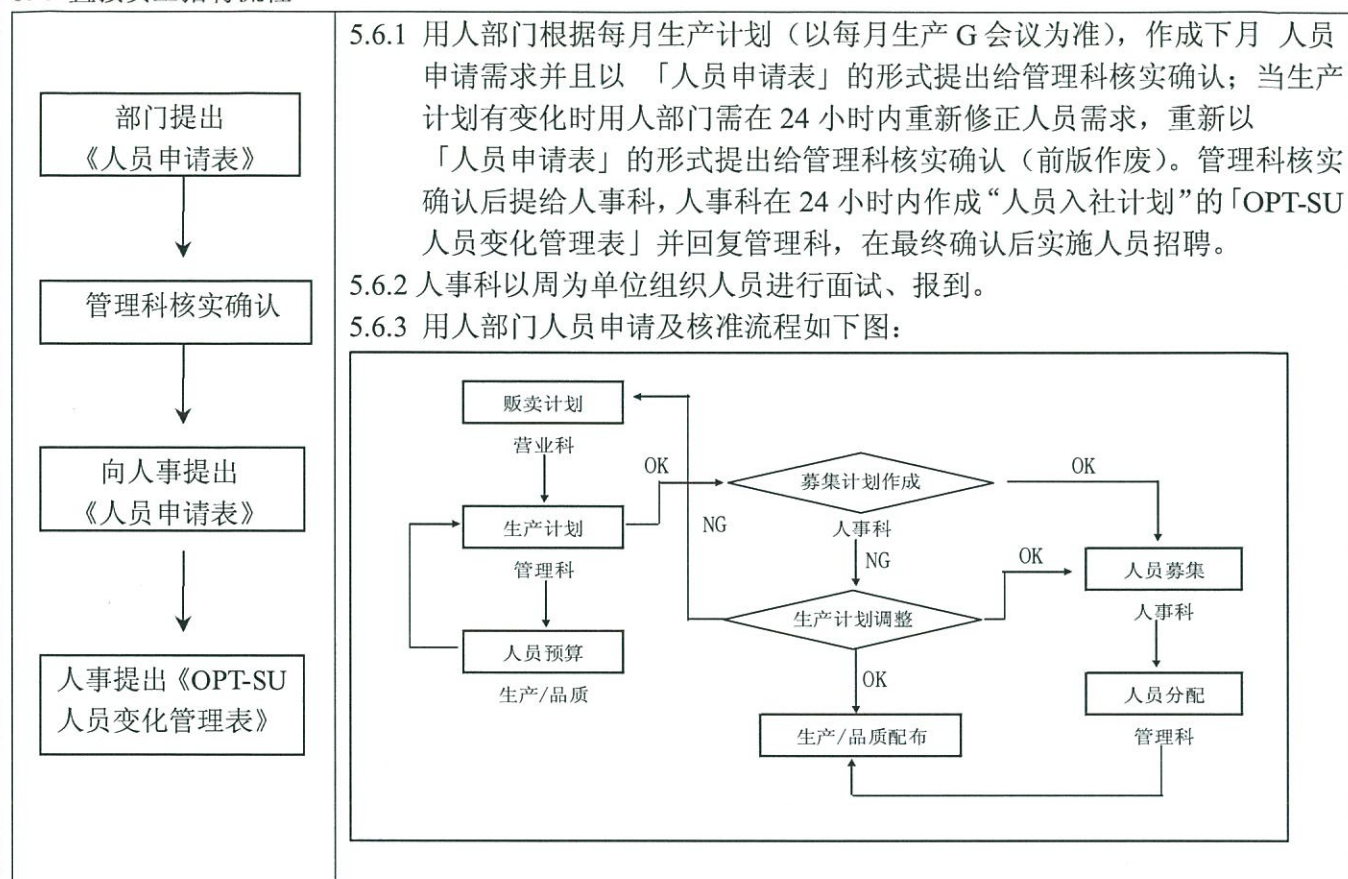 部门提出
《人员申请表》
管理科核实确认
向人事提出
《人员申请表》
人事提出《OPT-SU
人员变化管理表》
5.6.1 用人部门根据每月生产计划（以每月生产 G 会议为准），作成下月 人员
申请需求并且以 「人员申请表」的形式提出给管理科核实确认；当生产
计划有变化时用人部门需在 24 小时内重新修正人员需求，重新以
「人员申请表」的形式提出给管理科核实确认（前版作废）。管理科核实
确认后提给人事科，人事科在 24 小时内作成“人员入社计划”的「OPT-SU
人员变化管理表」并回复管理科，在最终确认后实施人员招聘。
5.6.2 人事科以周为单位组织人员进行面试、报到。
5.6.3 用人部门人员申请及核准流程如下图：
贩卖计划
营业科
OK
募集计划作成
OK
生产计划
NG
人事科
管理科
NG
OK
人员募集
人事科
生产计划调整
人员预算
生产/品质
OK
人员分配
管理科
生产/品质配布